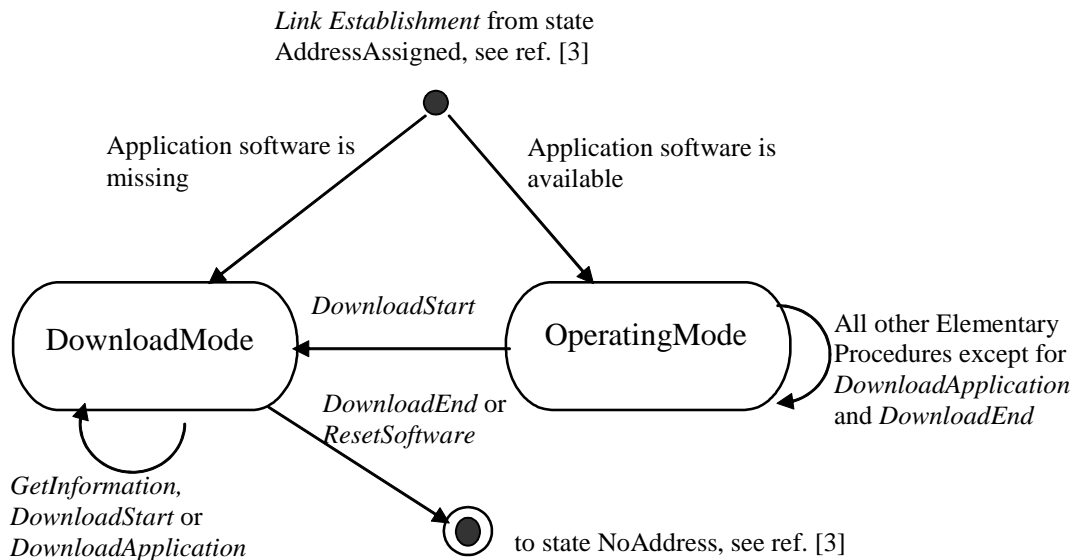 Link Establishment from state
AddressAssigned, see ref. [3]
Application software is
missing
Application software is
available
DownloadMode
DownloadStart
OperatingMode
All other Elementary
Procedures except for
DownloadApplication
and DownloadEnd
DownloadEnd or
ResetSoftware
GetInformation,
DownloadStart or
DownloadApplication
to state NoAddress, see ref. [3]